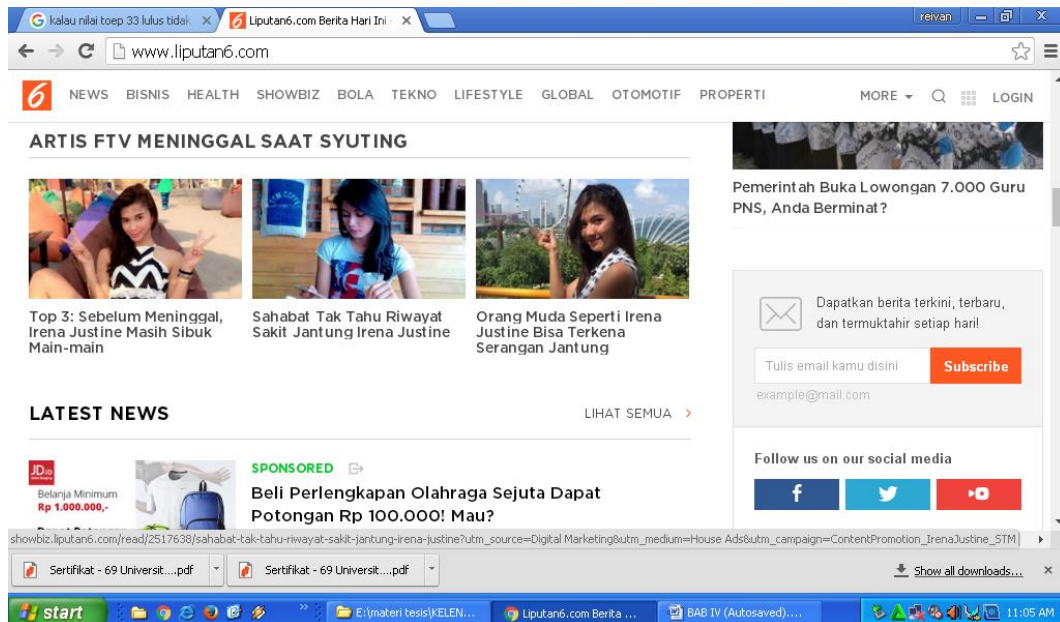 kalau nilai toep 33 lulus tidak
Liputan6.com Berita Hari Ini -
reivan
www.liputan6.com
6 NEWS BISNIS HEALTH SHOWBIZ BOLA TEKNO LIFESTYLE GLOBAL OTOMOTIF PROPERTI MORE LOGIN
ARTIS FTV MENINGGAL SAAT SYUTING
Top 3: Sebelum Meninggal,
Irena Justine Masih Sibuk
Main-main
Sahabat Tak Tahu Riwayat
Sakit Jantung Irena Justine
Orang Muda Seperti Irena
Justine Bisa Terkena
Serangan Jantung
Pemerintah Buka Lowongan 7.000 Guru
PNS, Anda Berminat?
Dapatkan berita terkini, terbaru,
dan termuktahir setiap hari!
Tulis email kamu disini Subscribe
example@mail.com
LATEST NEWS
LIHAT SEMUA >
JD.ID
Belanja Minimum
Rp 1.000.000,-
SPONSORED
Beli Perlengkapan Olahraga Sejuta Dapat
Potongan Rp 100.000! Mau?
Follow us on our social media
showbiz.liputan6.com/read/2517638/sahabat-tak-tahu-riwayat-sakit-jantung-irena-justine?utm_source=Digital Marketing&utm_medium=House Ads&utm_campaign=ContentPromotion_IrenaJustine_STM
Sertifikat - 69 Universit....pdf
Sertifikat - 69 Universit....pdf
Show all downloads...
start
E:\materi tesis\KELEN...
Liputan6.com Berita ...
BAB IV (Autosaved)....
11:05 AM